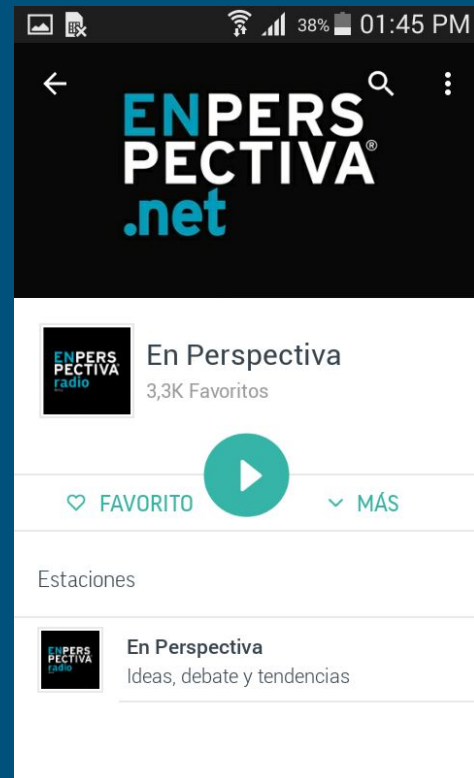 38% 01:45 PM
ENPERS
PECTIVA®
.net
ENPERS
PECTIVA
radio
En Perspectiva
3,3K Favoritos
FAVORITO
MÁS
Estaciones
ENPERS
PECTIVA
radio
En Perspectiva
Ideas, debate y tendencias